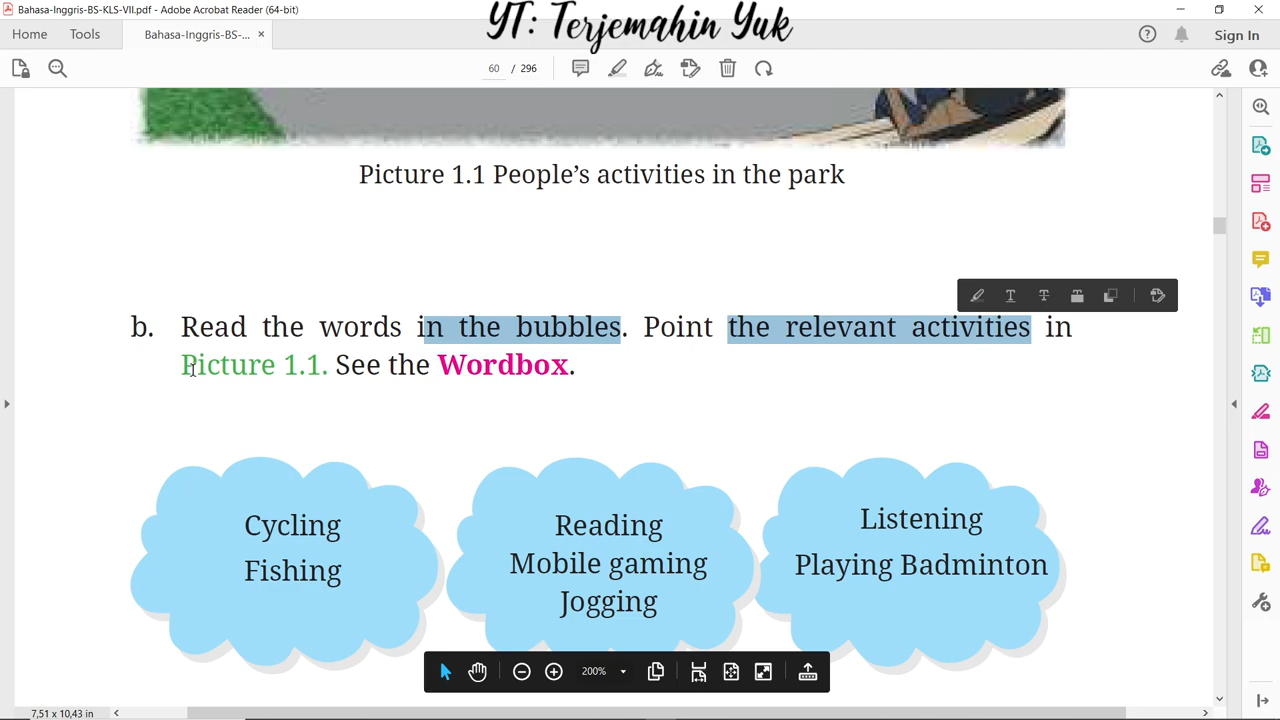 Bahasa-Inggris-BS-KLS-VII.pdf - Adobe Acrobat Reader (64-bit)
YT: Terjemahin Yuk
Home Tools Bahasa-Inggris-BS-... × Sign In
60 / 296
Picture 1.1 People's activities in the park
b. Read the words in the bubbles. Point the relevant activities in
Picture 1.1. See the Wordbox.
Cycling
Fishing
Reading
Mobile gaming
Jogging
Listening
Playing Badminton
200%
7,51 x 10,43 in